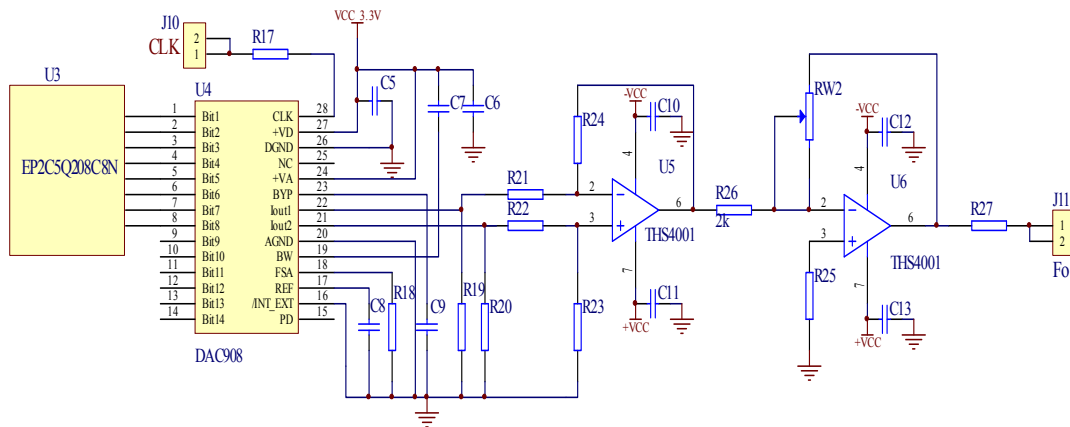 J10
2
CLK
1
R17
VCC_3.3V
U3
EP2C5Q208C8N
U4
1 Bit1 CLK 28
2 Bit2 +VD 27
3 Bit3 DGND 26
4 Bit4 NC 25
5 Bit5 +VA 24
6 Bit6 BYP 23
7 Bit7 Iout1 22
8 Bit8 Iout2 21
9 Bit9 AGND 20
10 Bit10 BW 19
11 Bit11 FSA 18
12 Bit12 REF 17
13 Bit13 /INT_EXT 16
14 Bit14 PD 15
DAC908
C5
C7
C6
C8
R18
C9
R19
R20
R21
R22
R23
R24
-VCC
C10
4
U5
2
3
6
THS4001
7
C11
+VCC
R26
2k
RW2
-VCC
C12
4
U6
2
3
6
THS4001
7
R25
C13
+VCC
R27
J11
1
2
Fo